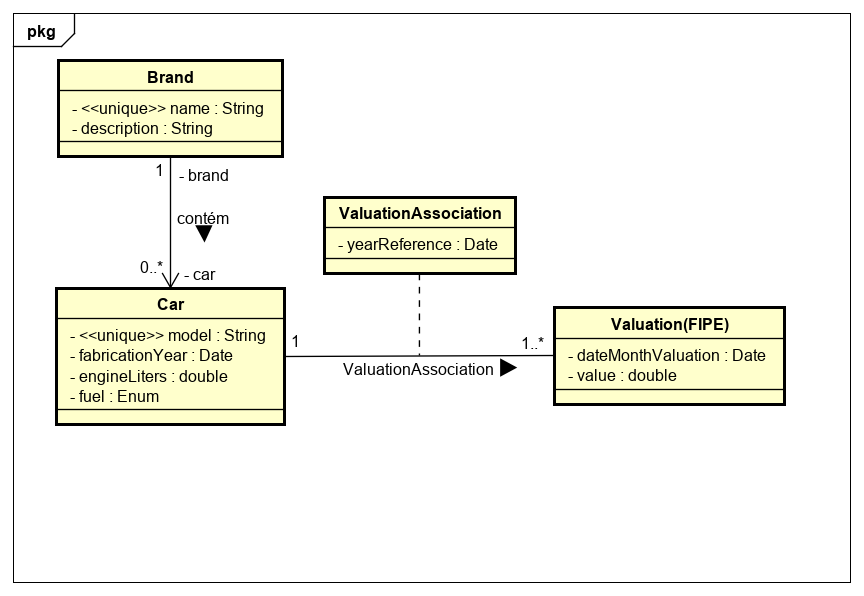 pkg
Brand
- <<unique>> name : String
- description : String
1
- brand
contém
0..*
- car
ValuationAssociation
- yearReference : Date
Car
- <<unique>> model : String
- fabricationYear : Date
- engineLiters : double
- fuel : Enum
1
1..*
ValuationAssociation
Valuation(FIPE)
- dateMonthValuation : Date
- value : double